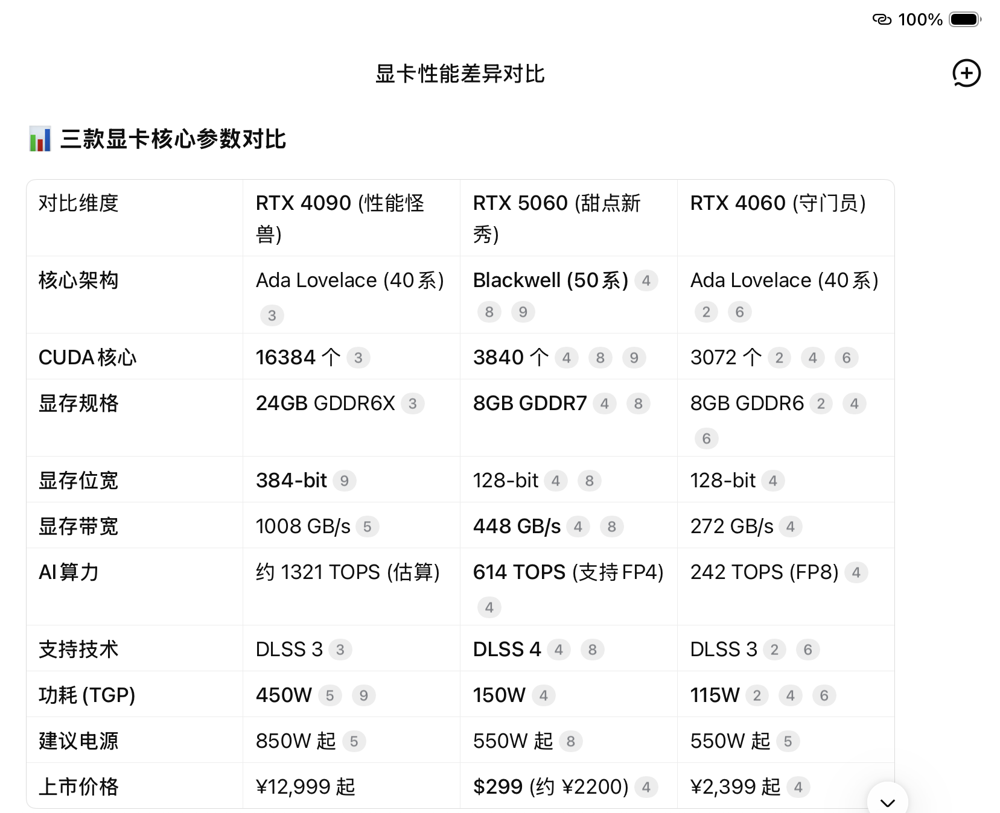 100%
显卡性能差异对比
三款显卡核心参数对比
对比维度 RTX 4090 (性能怪兽) RTX 5060 (甜点新秀) RTX 4060 (守门员)
核心架构 Ada Lovelace (40系) 3 Blackwell (50系) 4 8 9 Ada Lovelace (40系) 2 6
CUDA核心 16384 个 3 3840 个 4 8 9 3072 个 2 4 6
显存规格 24GB GDDR6X 3 8GB GDDR7 4 8 8GB GDDR6 2 4 6
显存位宽 384-bit 9 128-bit 4 8 128-bit 4
显存带宽 1008 GB/s 5 448 GB/s 4 8 272 GB/s 4
AI算力 约 1321 TOPS (估算) 614 TOPS (支持FP4) 4 242 TOPS (FP8) 4
支持技术 DLSS 3 3 DLSS 4 4 8 DLSS 3 2 6
功耗(TGP) 450W 5 9 150W 4 115W 2 4 6
建议电源 850W 起 5 550W 起 8 550W 起 5
上市价格 ¥12,999 起 $299 (约 ¥2200) 4 ¥2,399 起 4